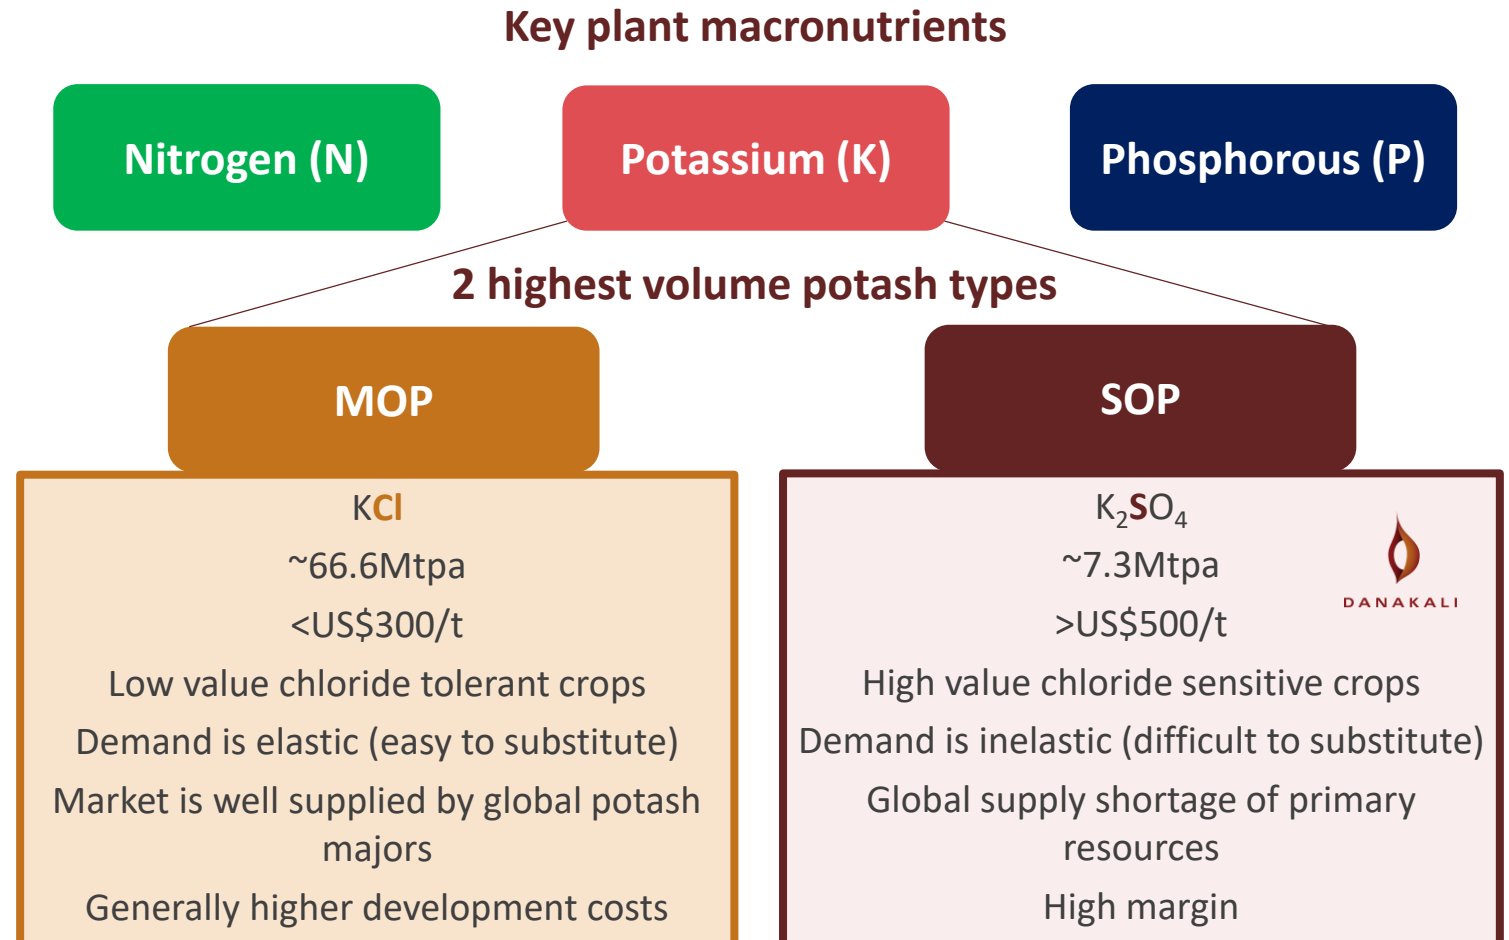 Key plant macronutrients
Nitrogen (N)
Potassium (K)
Phosphorous (P)
2 highest volume potash types
MOP
KCl
~66.6Mtpa
<US$300/t
Low value chloride tolerant crops
Demand is elastic (easy to substitute)
Market is well supplied by global potash
majors
Generally higher development costs
SOP
K₂SO₄
~7.3Mtpa
>US$500/t
High value chloride sensitive crops
Demand is inelastic (difficult to substitute)
Global supply shortage of primary
resources
High margin
DANAKALI